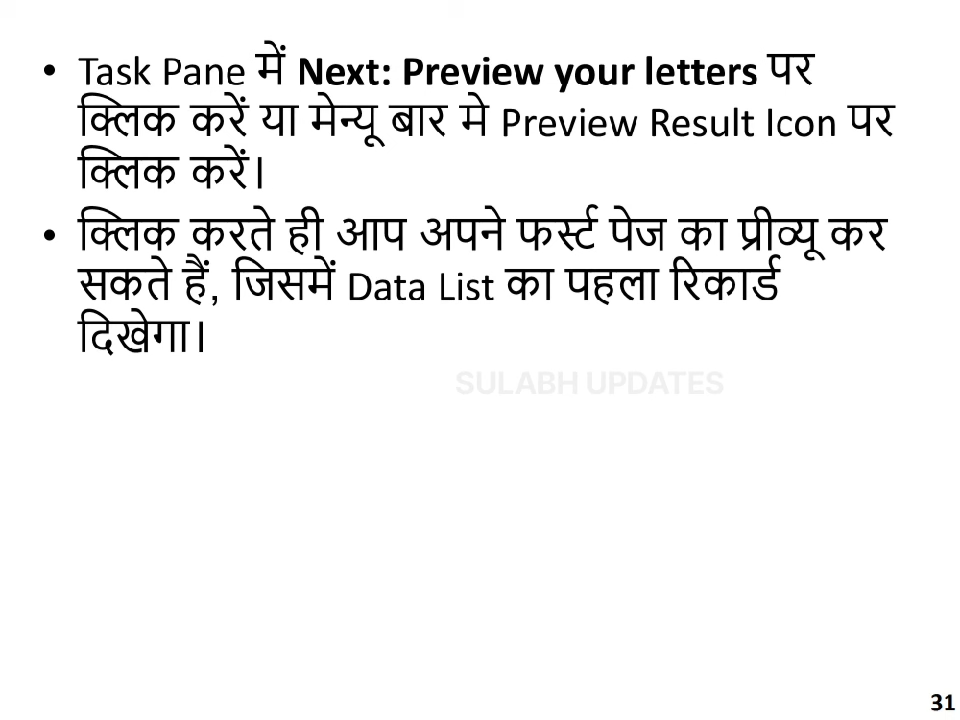 • Task Pane में Next: Preview your letters पर
क्लिक करें या मेन्यू बार मे Preview Result Icon पर
क्लिक करें।
• क्लिक करते ही आप अपने फर्स्ट पेज का प्रीव्यू कर
सकते हैं, जिसमें Data List का पहला रिकार्ड
दिखेगा।
SULABH UPDATES
31